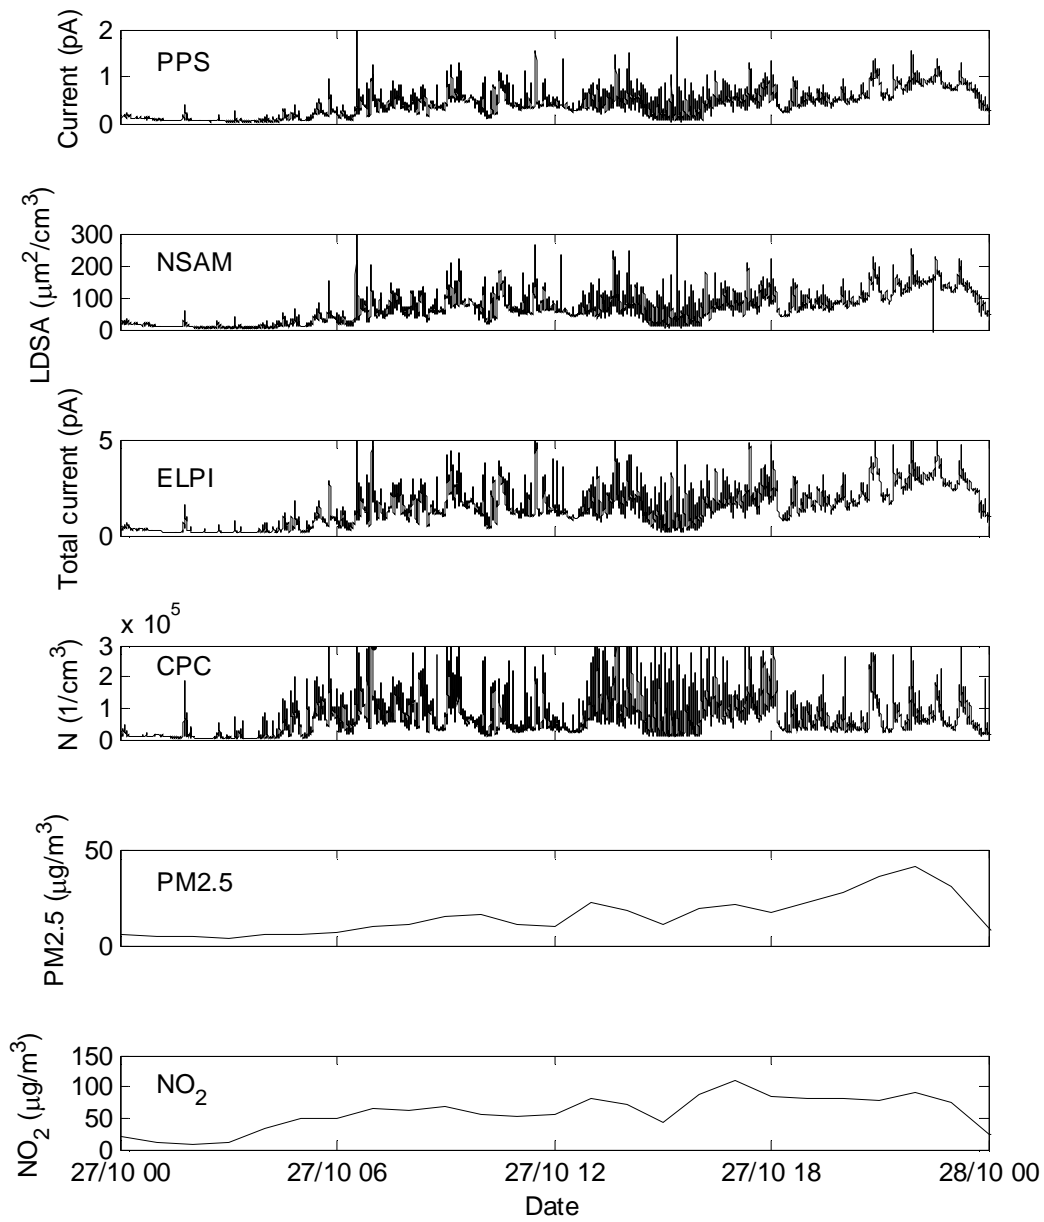 Current (pA)
2
1
0
PPS
LDSA (μm²/cm³)
300
200
100
0
NSAM
Total current (pA)
5
0
ELPI
x 10⁵
N (1/cm³)
3
2
1
0
CPC
PM2.5 (μg/m³)
50
0
PM2.5
NO₂ (μg/m³)
150
100
50
0
NO₂
27/10 00 27/10 06 27/10 12 27/10 18 28/10 00
Date